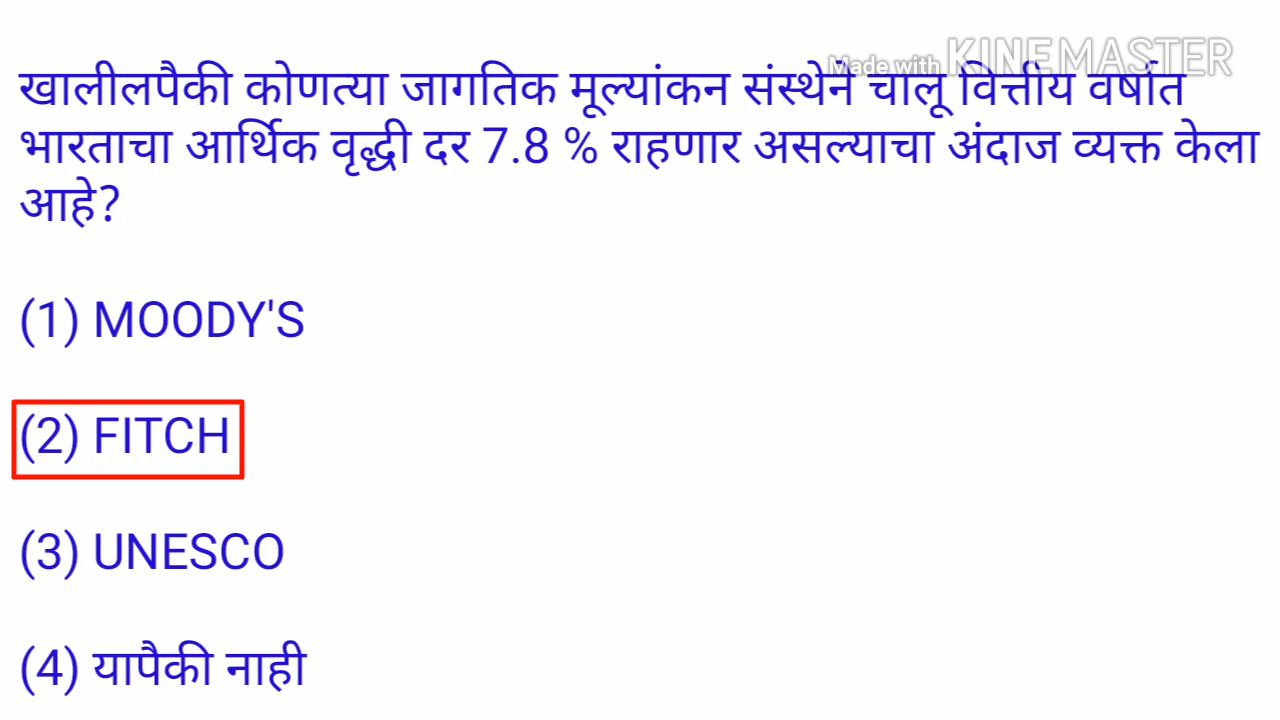 Made with KINEMASTER
खालीलपैकी कोणत्या जागतिक मूल्यांकन संस्थेने चालू वित्तीय वर्षात
भारताचा आर्थिक वृद्धी दर 7.8 % राहणार असल्याचा अंदाज व्यक्त केला
आहे?
(1) MOODY'S
(2) FITCH
(3) UNESCO
(4) यापैकी नाही